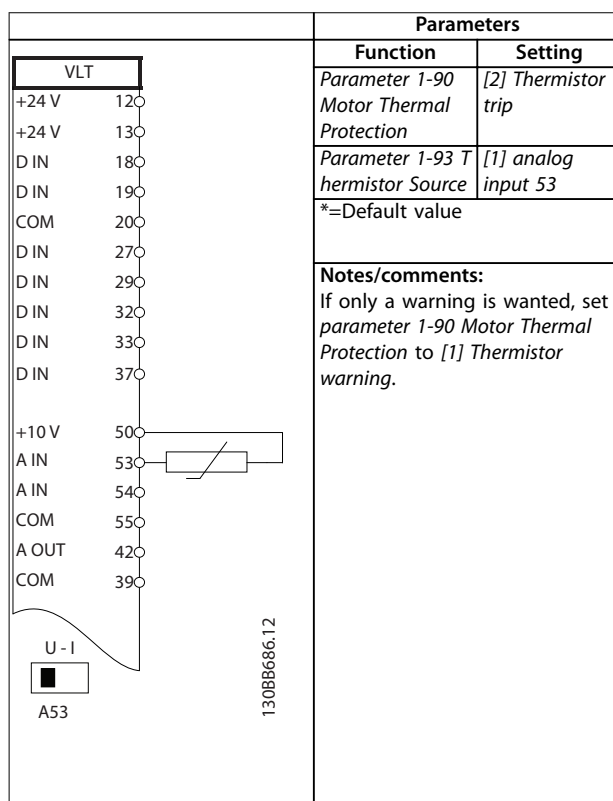 VLT
+24 V 12
+24 V 13
D IN 18
D IN 19
COM 20
D IN 27
D IN 29
D IN 32
D IN 33
D IN 37
+10 V 50
A IN 53
A IN 54
COM 55
A OUT 42
COM 39
U - I
A53
130BB686.12
Parameters
Function Setting
Parameter 1-90 [2] Thermistor
Motor Thermal trip
Protection
Parameter 1-93 T [1] analog
hermistor Source input 53
*=Default value
Notes/comments:
If only a warning is wanted, set
parameter 1-90 Motor Thermal
Protection to [1] Thermistor
warning.